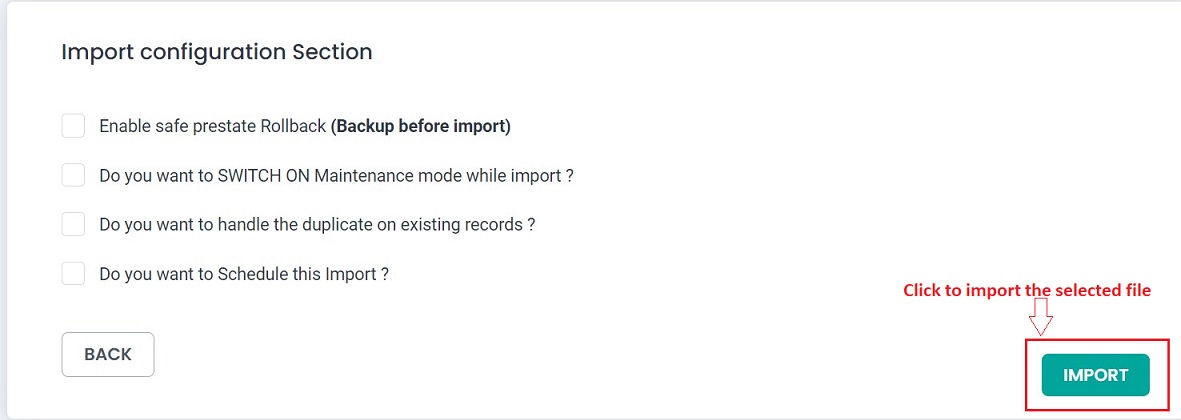 Import configuration Section
Enable safe prestate Rollback (Backup before import)
Do you want to SWITCH ON Maintenance mode while import ?
Do you want to handle the duplicate on existing records ?
Do you want to Schedule this Import ?
Click to import the selected file
BACK
IMPORT